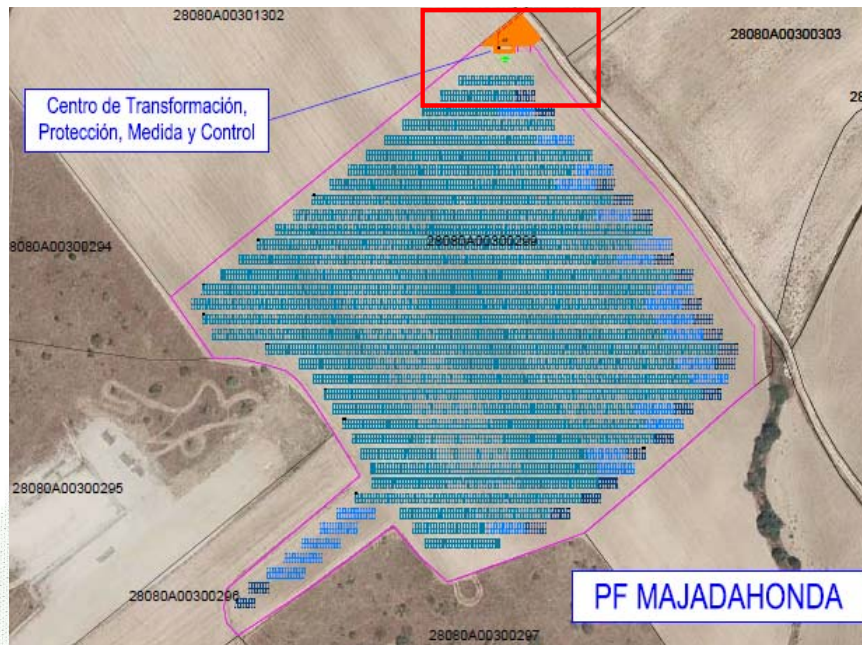 28080A00301302
28080A00300303
28
Centro de Transformación,
Protección, Medida y Control
28080A00300299
8080A00300294
28080A00300295
28080A00300296
PF MAJADAHONDA
28080A00300297